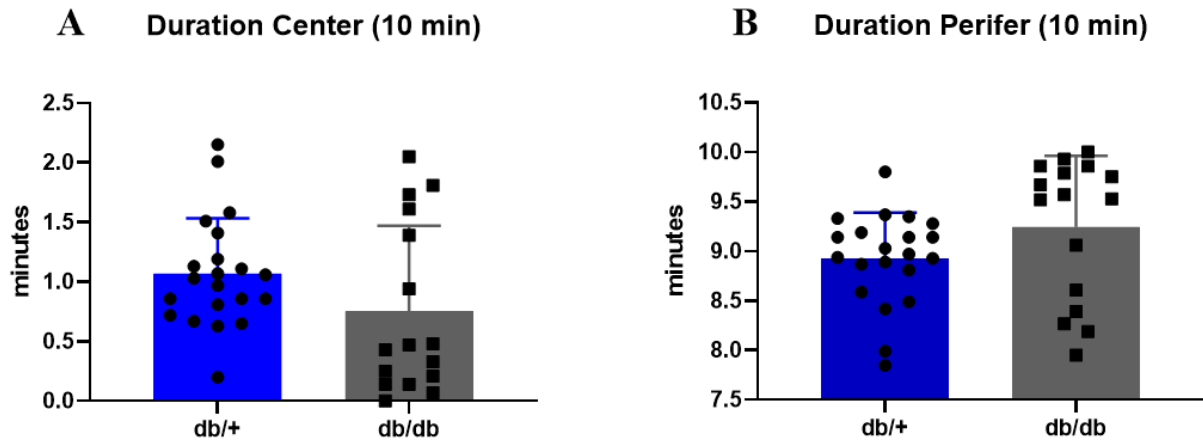 A Duration Center (10 min)
minutes
2.5
2.0
1.5
1.0
0.5
0.0
db/+ db/db
B Duration Perifer (10 min)
minutes
10.5
10.0
9.5
9.0
8.5
8.0
7.5
db/+ db/db